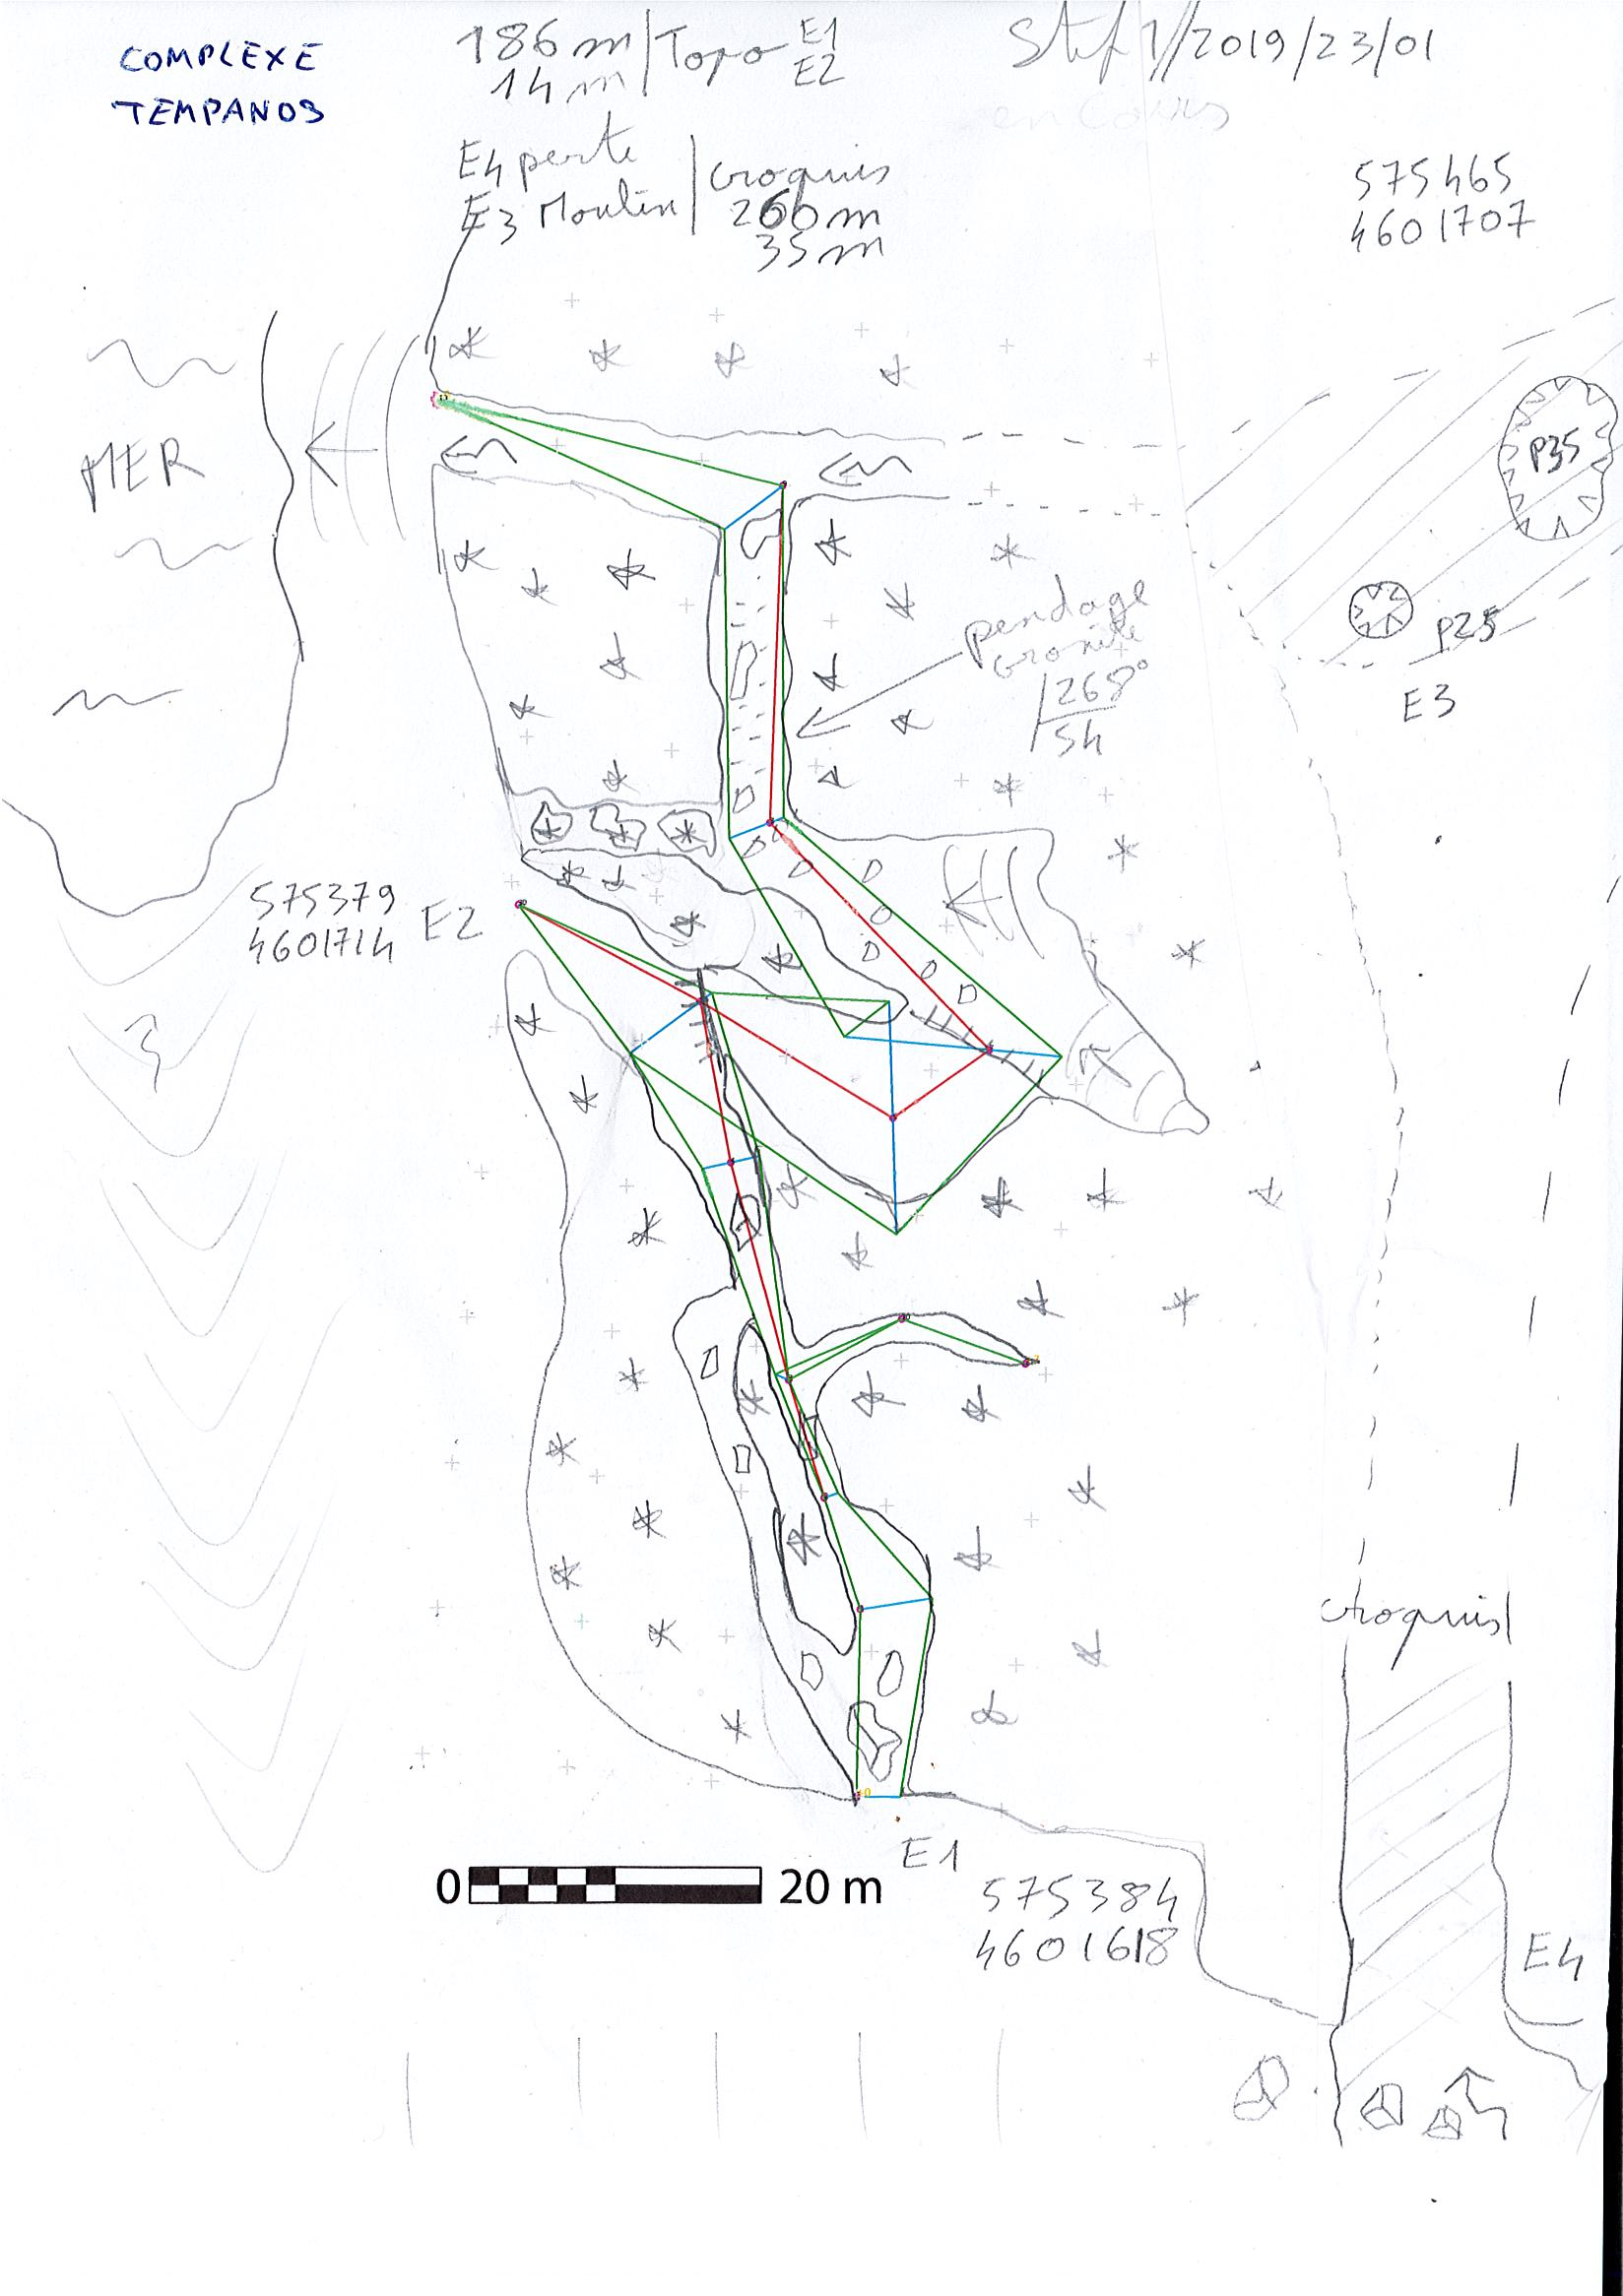 COMPLEXE
TEMPANOS
186 m | Topo E1
14 m E2
Stef 1/2019/23/01
en cours
E4 perte | croquis
E3 Moulin | 260 m
35 m
575465
4601707
MER
P35
P25
E3
pendage
Granite
268°
54
575379
4601714
E2
croquis
0 20 m
E1
575384
4601618
E4